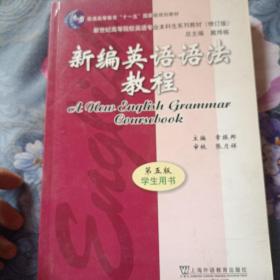 普通高等教育“十一五”国家级规划教材
新世纪高等院校英语专业本科生系列教材(修订版)
总主编 戴炜栋
新编英语语法
教程
A New English Grammar
Coursebook
主编 章振邦
审校 张月祥
第五版
学生用书
English
上海外语教育出版社